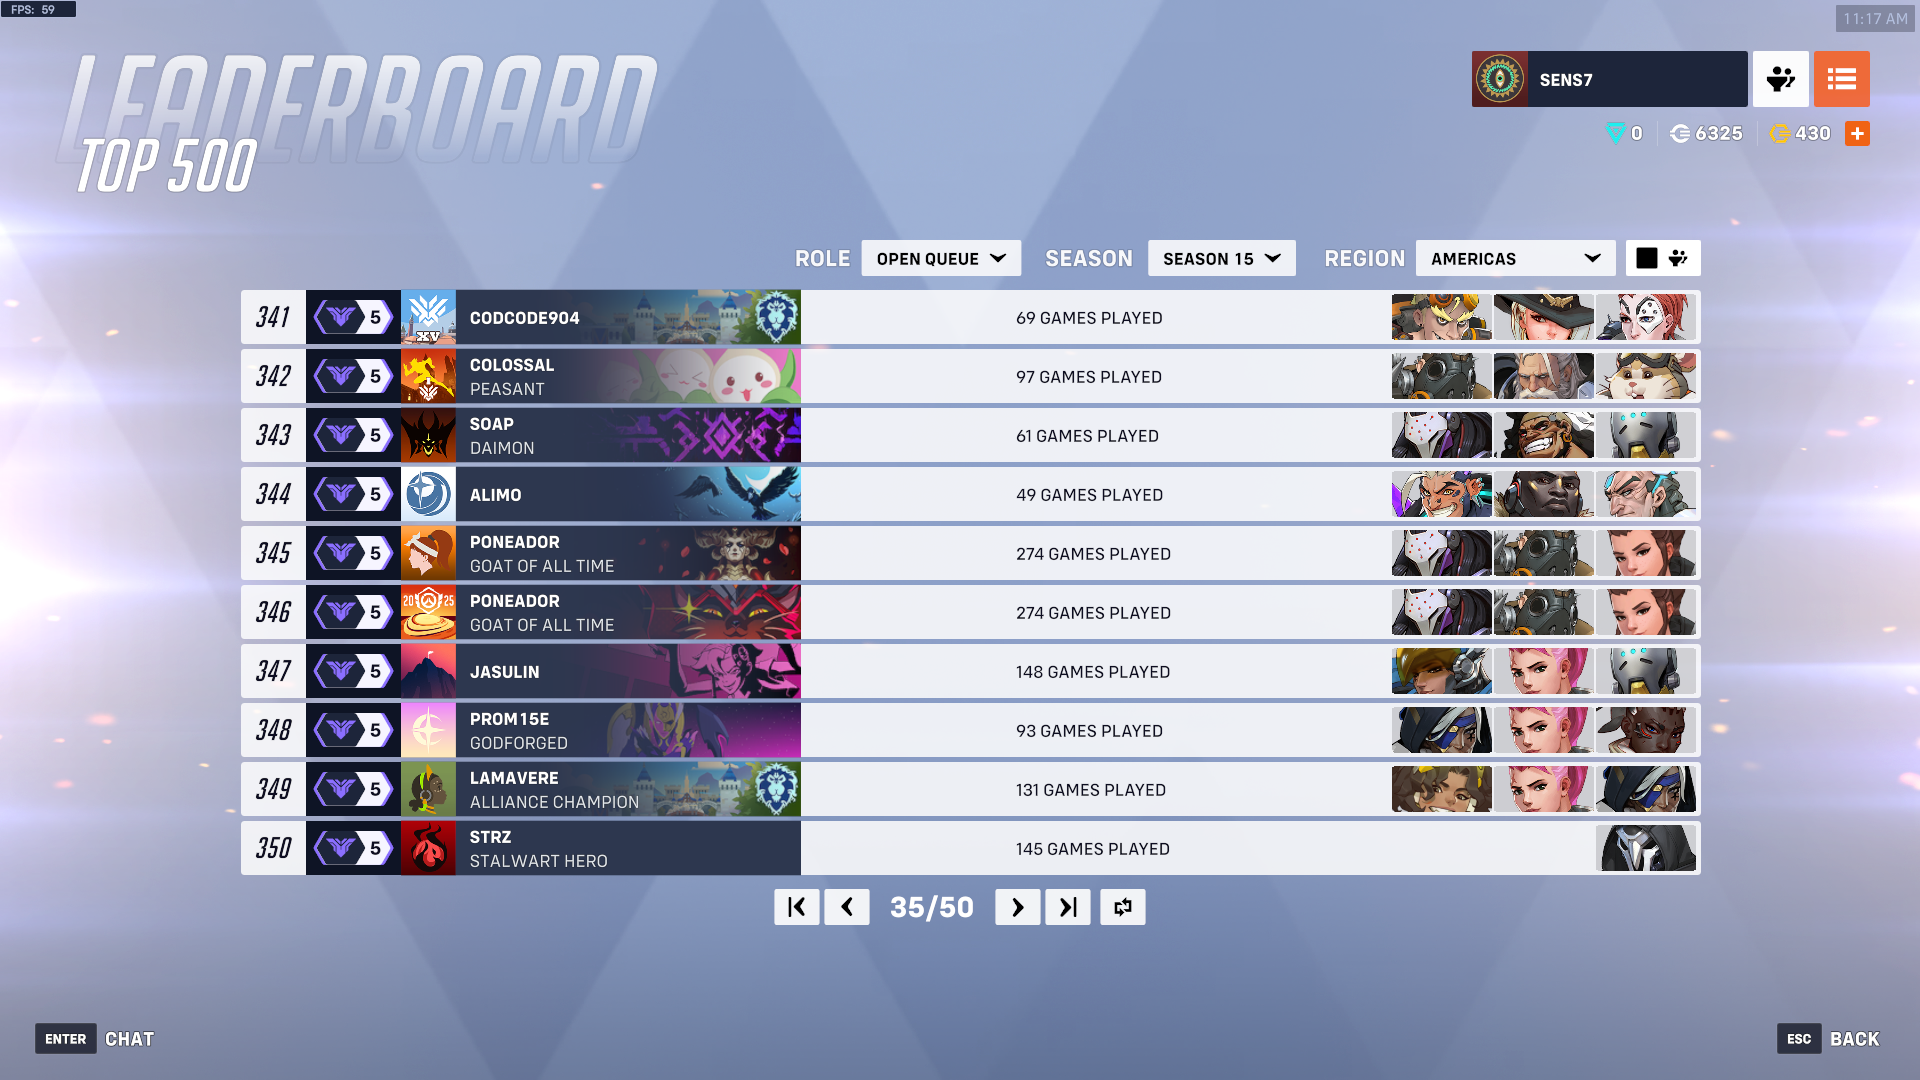 FPS: 59
11:17 AM
LEADERBOARD
TOP 500
SENS7
0
6325
430
ROLE OPEN QUEUE SEASON SEASON 15 REGION AMERICAS
341 5 XV CODCODE904 69 GAMES PLAYED
342 5 COLOSSAL PEASANT 97 GAMES PLAYED
343 5 SOAP DAIMON 61 GAMES PLAYED
344 5 ALIMO 49 GAMES PLAYED
345 5 PONEADOR GOAT OF ALL TIME 274 GAMES PLAYED
346 5 2025 PONEADOR GOAT OF ALL TIME 274 GAMES PLAYED
347 5 JASULIN 148 GAMES PLAYED
348 5 PROM15E GODFORGED 93 GAMES PLAYED
349 5 LAMAVERE ALLIANCE CHAMPION 131 GAMES PLAYED
350 5 STRZ STALWART HERO 145 GAMES PLAYED
35/50
ENTER CHAT
ESC BACK